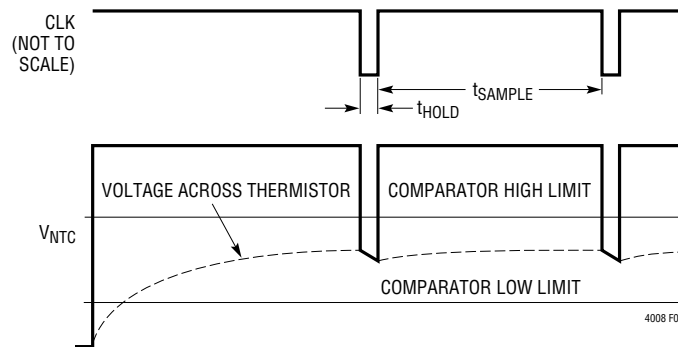 CLK
(NOT TO
SCALE)
tSAMPLE
tHOLD
VOLTAGE ACROSS THERMISTOR
COMPARATOR HIGH LIMIT
VNTC
COMPARATOR LOW LIMIT
4008 F0